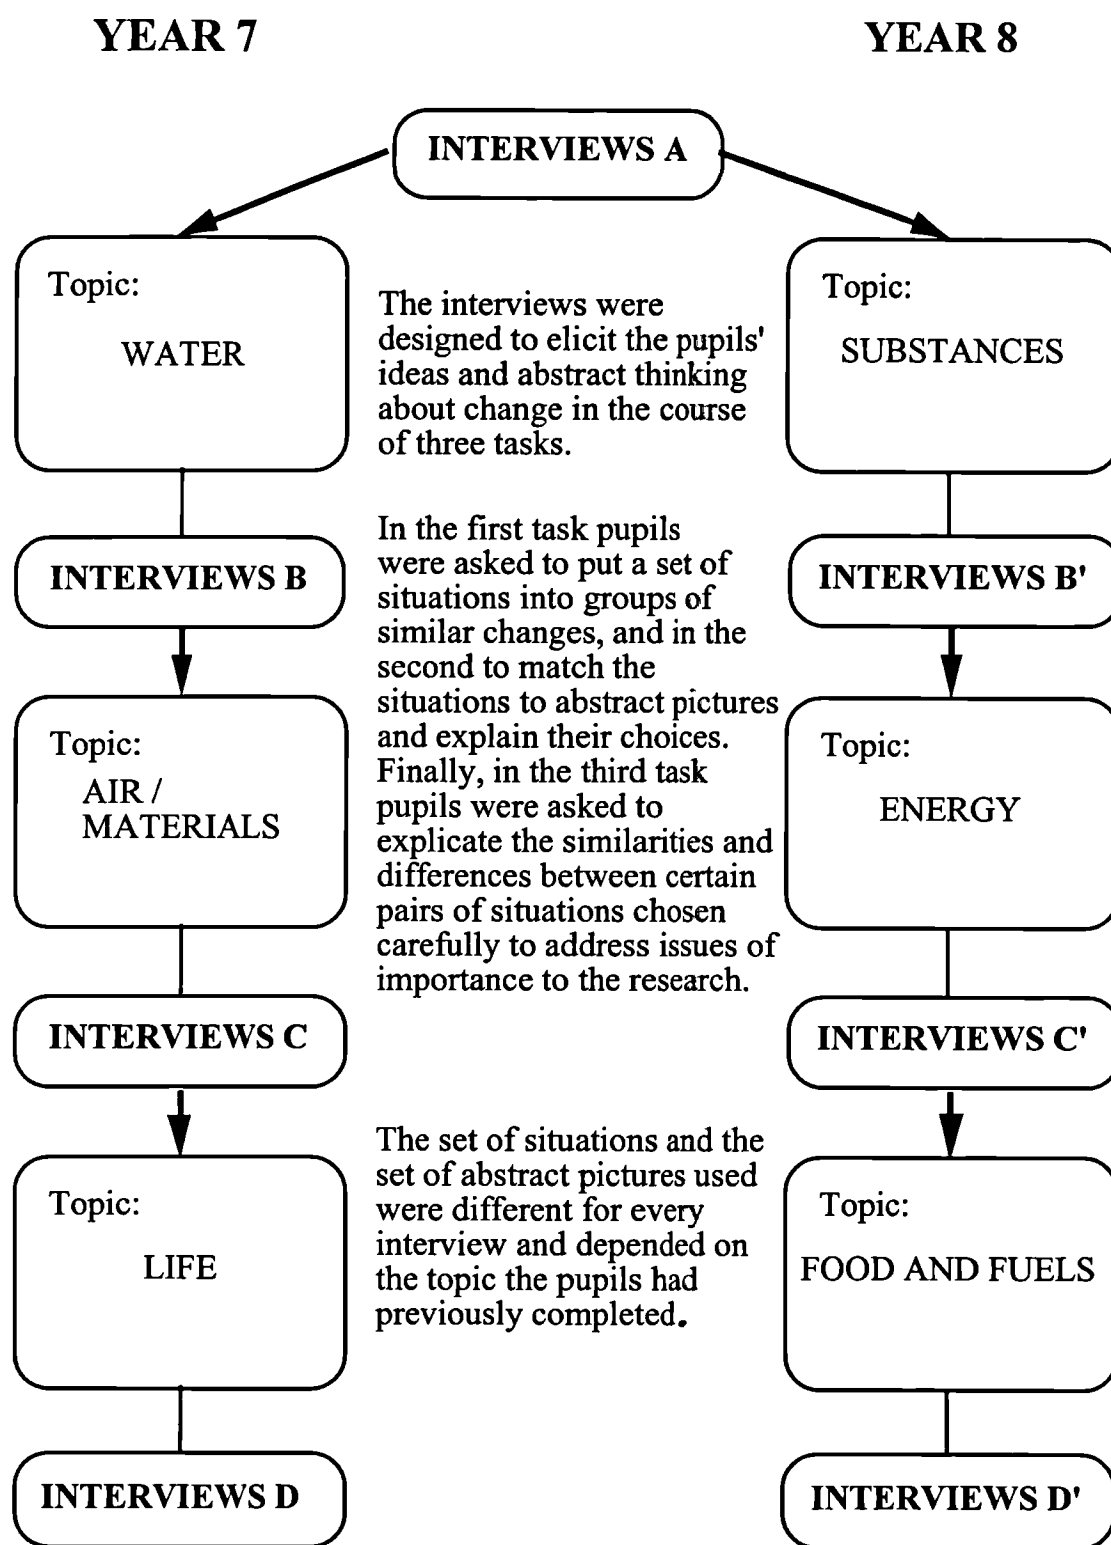 YEAR 7
YEAR 8
INTERVIEWS A
Topic:
WATER
The interviews were
designed to elicit the pupils'
ideas and abstract thinking
about change in the course
of three tasks.
Topic:
SUBSTANCES
INTERVIEWS B
In the first task pupils
were asked to put a set of
situations into groups of
similar changes, and in the
second to match the
situations to abstract pictures
and explain their choices.
Finally, in the third task
pupils were asked to
explicate the similarities and
differences between certain
pairs of situations chosen
carefully to address issues of
importance to the research.
INTERVIEWS B'
Topic:
AIR /
MATERIALS
Topic:
ENERGY
INTERVIEWS C
INTERVIEWS C'
Topic:
LIFE
The set of situations and the
set of abstract pictures used
were different for every
interview and depended on
the topic the pupils had
previously completed.
Topic:
FOOD AND FUELS
INTERVIEWS D
INTERVIEWS D'